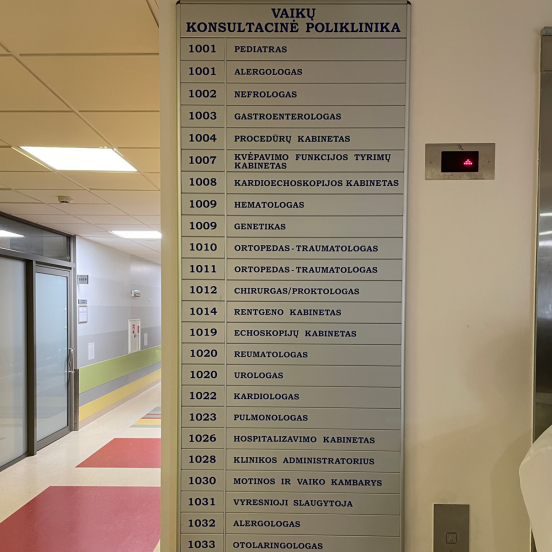 VAIKŲ
KONSULTACINĖ POLIKLINIKA
1001 PEDIATRAS
1001 ALERGOLOGAS
1002 NEFROLOGAS
1003 GASTROENTEROLOGAS
1004 PROCEDŪRŲ KABINETAS
1007 KVĖPAVIMO FUNKCIJOS TYRIMŲ
KABINETAS
1008 KARDIOECHOSKOPIJOS KABINETAS
1009 HEMATOLOGAS
1009 GENETIKAS
1010 ORTOPEDAS-TRAUMATOLOGAS
1011 ORTOPEDAS-TRAUMATOLOGAS
1012 CHIRURGAS/PROKTOLOGAS
1014 RENTGENO KABINETAS
1019 ECHOSKOPIJŲ KABINETAS
1020 REUMATOLOGAS
1020 UROLOGAS
1022 KARDIOLOGAS
1023 PULMONOLOGAS
1026 HOSPITALIZAVIMO KABINETAS
1028 KLINIKOS ADMINISTRATORIUS
1030 MOTINOS IR VAIKO KAMBARYS
1031 VYRESNIOJI SLAUGYTOJA
1032 ALERGOLOGAS
1033 OTOLARINGOLOGAS